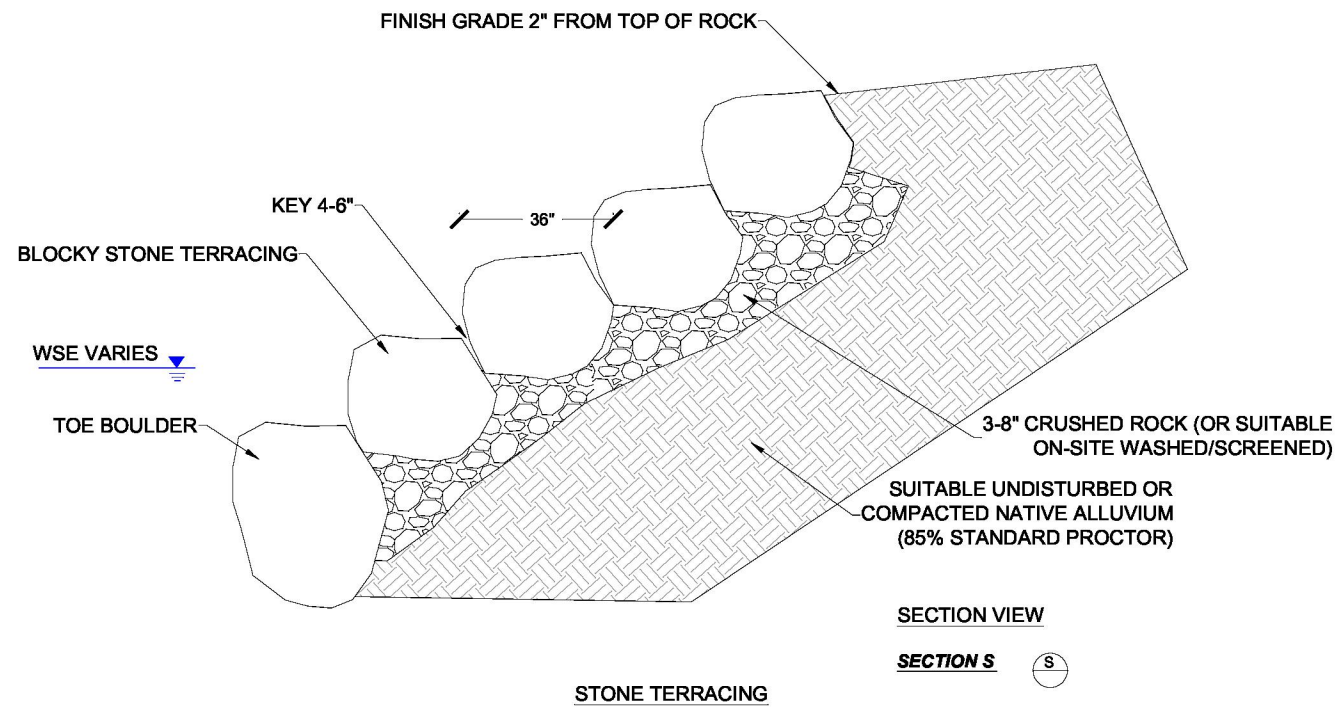 FINISH GRADE 2" FROM TOP OF ROCK
KEY 4-6"
36"
BLOCKY STONE TERRACING
WSE VARIES
TOE BOULDER
3-8" CRUSHED ROCK (OR SUITABLE
ON-SITE WASHED/SCREENED)
SUITABLE UNDISTURBED OR
COMPACTED NATIVE ALLUVIUM
(85% STANDARD PROCTOR)
SECTION VIEW
SECTION S
S
STONE TERRACING